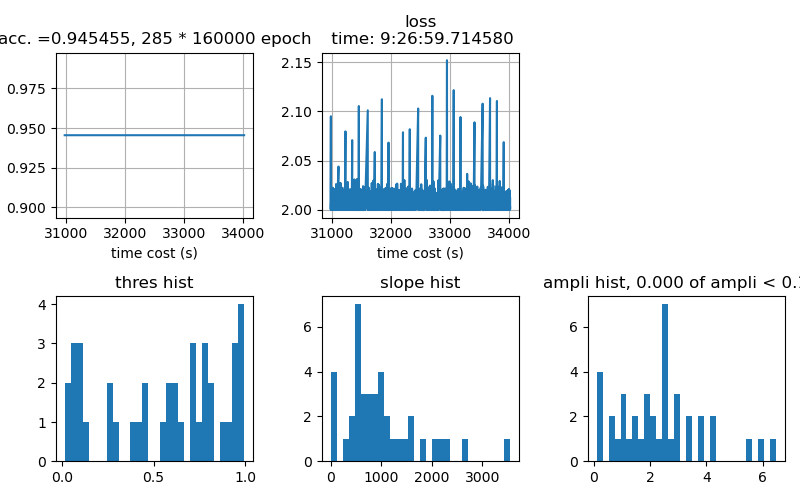 acc. =0.945455, 285 * 160000 epoch
loss
time: 9:26:59.714580
0.975
0.950
0.925
0.900
31000 32000 33000 34000
time cost (s)
2.15
2.10
2.05
2.00
31000 32000 33000 34000
time cost (s)
thres hist
4
3
2
1
0
0.0 0.5 1.0
slope hist
6
4
2
0
0 1000 2000 3000
ampli hist, 0.000 of ampli < 0.
6
4
2
0
0 2 4 6